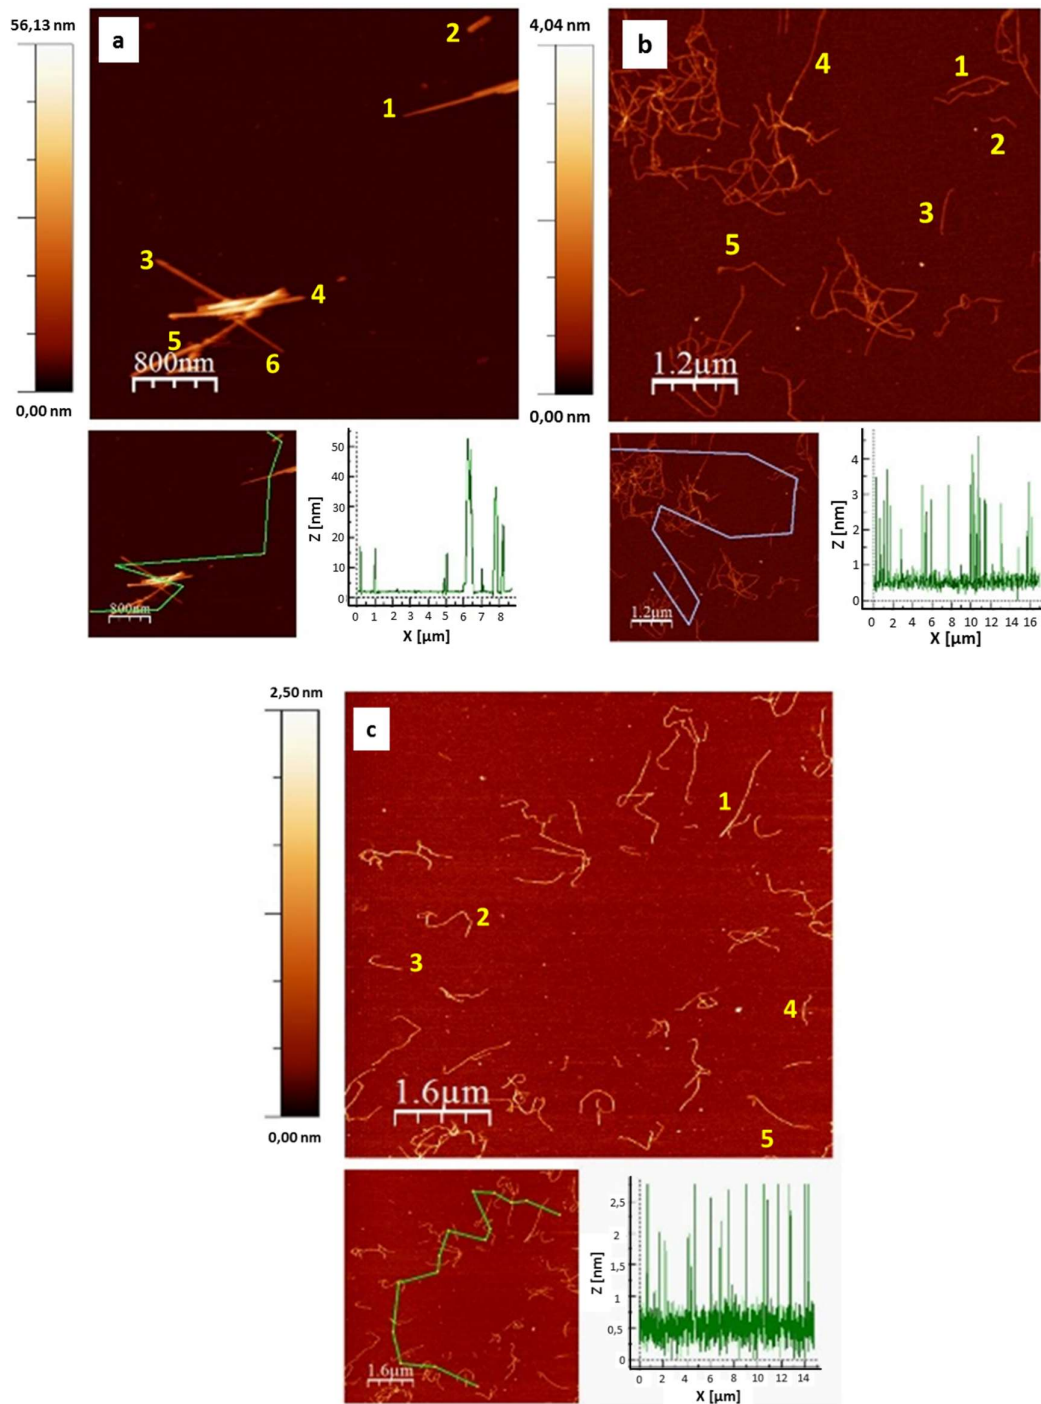 56,13 nm
a
2
1
3
4
5
6
800nm
0,00 nm
4,04 nm
b
4
1
2
3
5
1.2µm
0,00 nm
800nm
Z [nm]
50
40
30
20
10
0
0 1 2 3 4 5 6 7 8
X [µm]
1.2µm
Z [nm]
4
3
2
1
0
0 2 4 6 8 10 12 14 16
X [µm]
2,50 nm
c
1
2
3
4
5
1.6µm
0,00 nm
1.6µm
Z [nm]
2,5
2
1,5
1
0,5
0
0 2 4 6 8 10 12 14
X [µm]